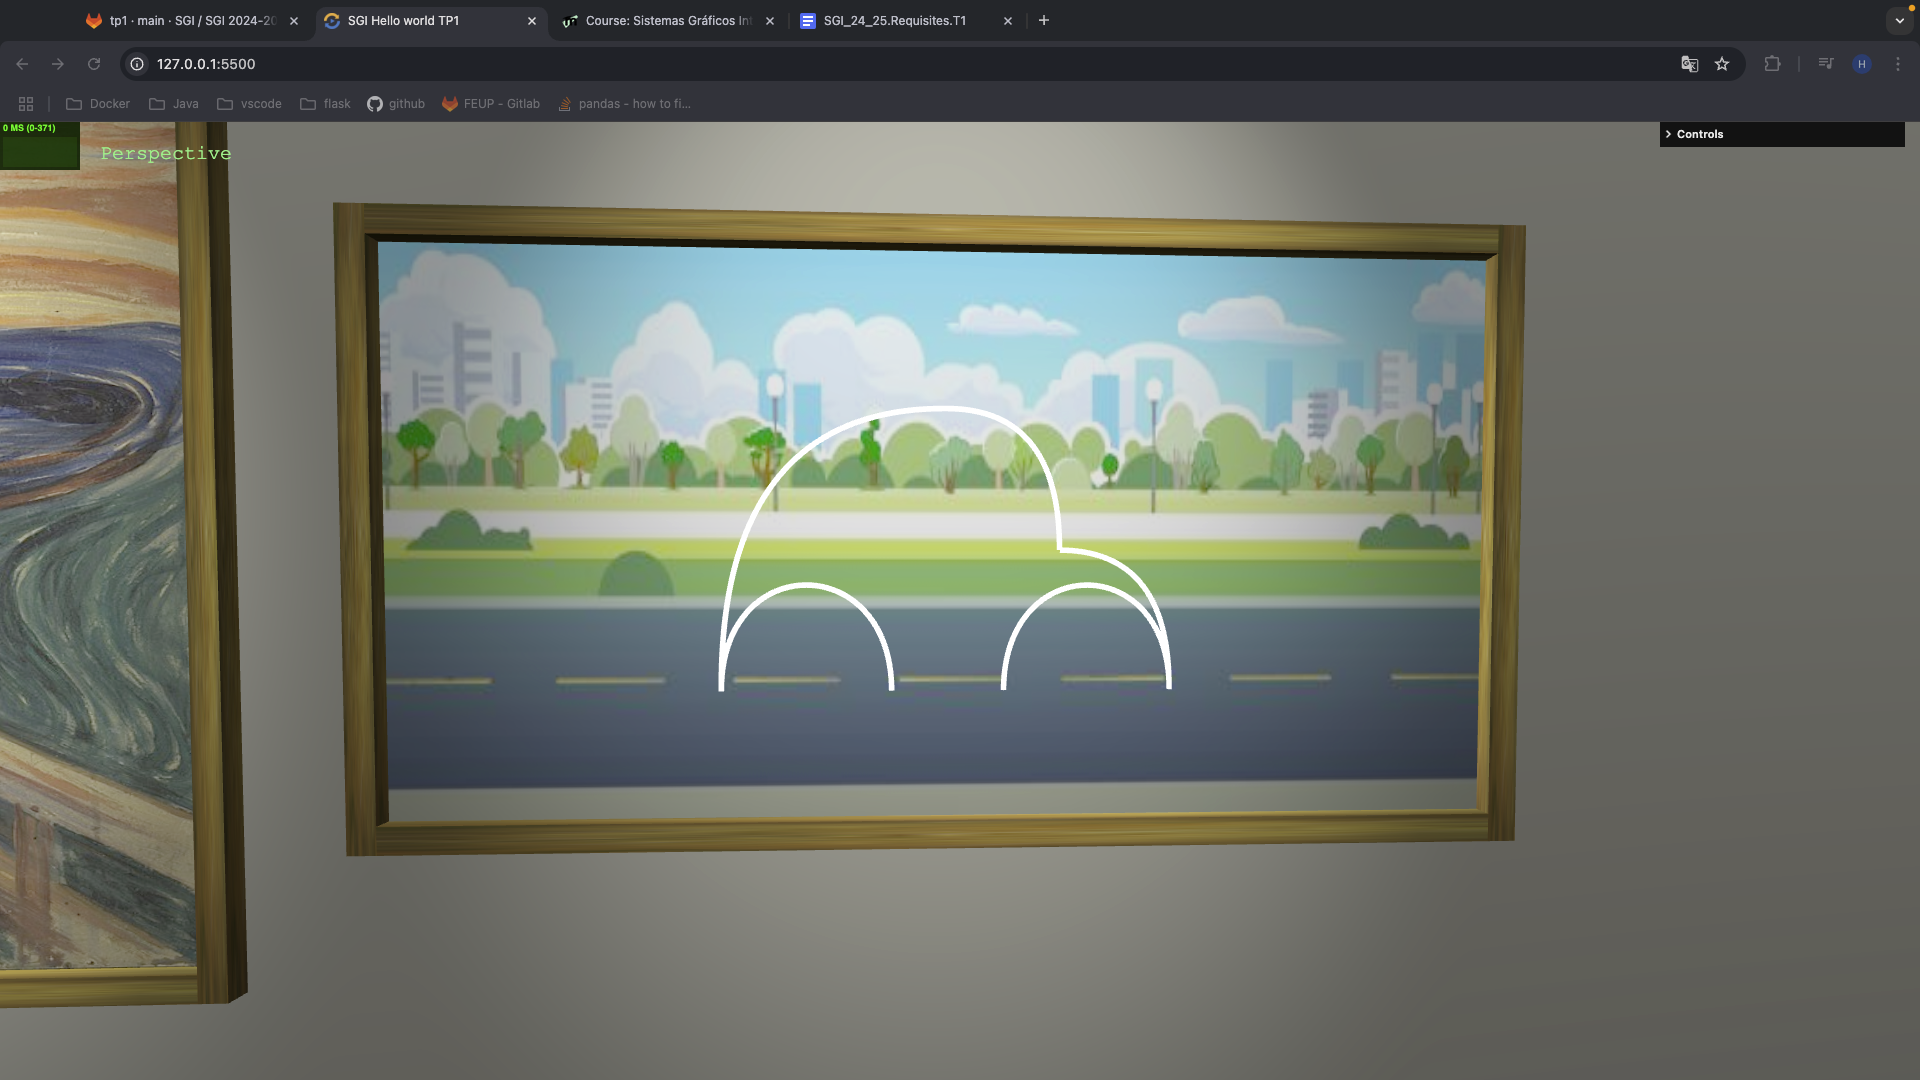 tp1 · main · SGI / SGI 2024-20
SGI Hello world TP1
Course: Sistemas Gráficos Int
SGI_24_25.Requisites.T1
127.0.0.1:5500
H
Docker
Java
vscode
flask
github
FEUP - Gitlab
pandas - how to fi...
0 MS (0-371)
Perspective
Controls